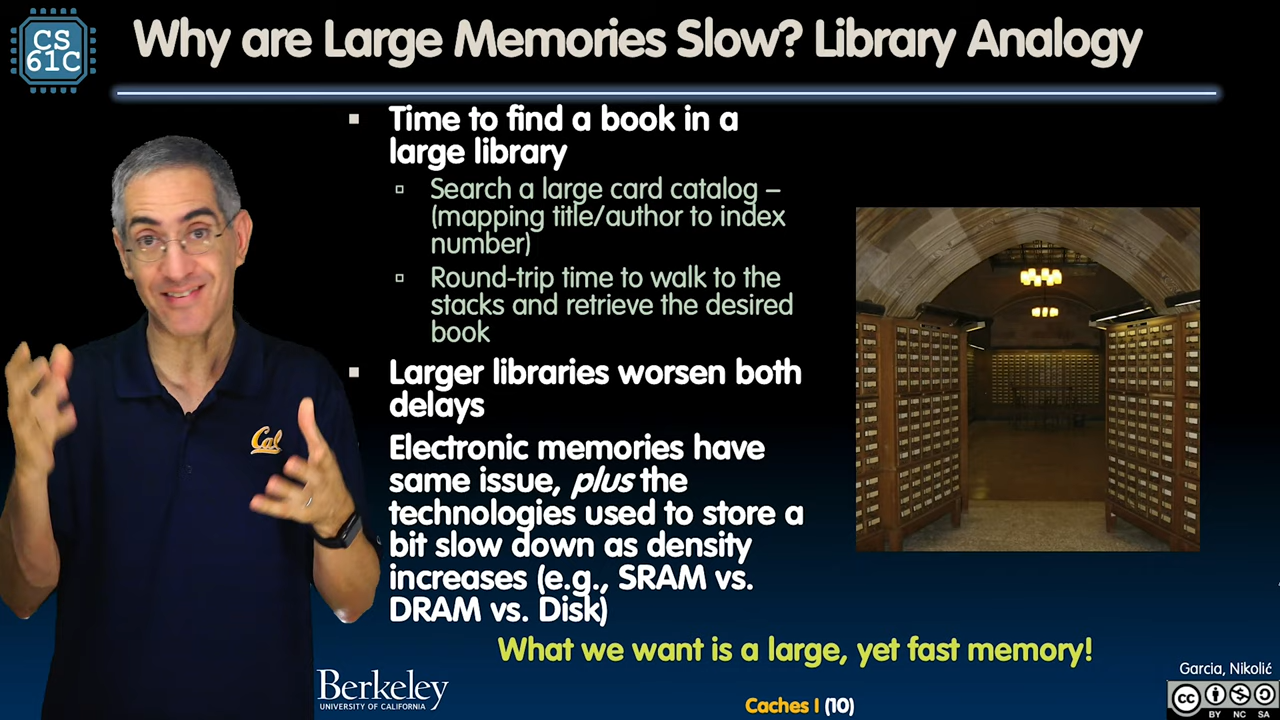 CS
61C
Why are Large Memories Slow? Library Analogy
Time to find a book in a
large library
Search a large card catalog –
(mapping title/author to index
number)
Round-trip time to walk to the
stacks and retrieve the desired
book
Larger libraries worsen both
delays
Electronic memories have
same issue, plus the
technologies used to store a
bit slow down as density
increases (e.g., SRAM vs.
DRAM vs. Disk)
What we want is a large, yet fast memory!
Cal
Berkeley
UNIVERSITY OF CALIFORNIA
Caches I (10)
Garcia, Nikolić
CC
BY NC SA